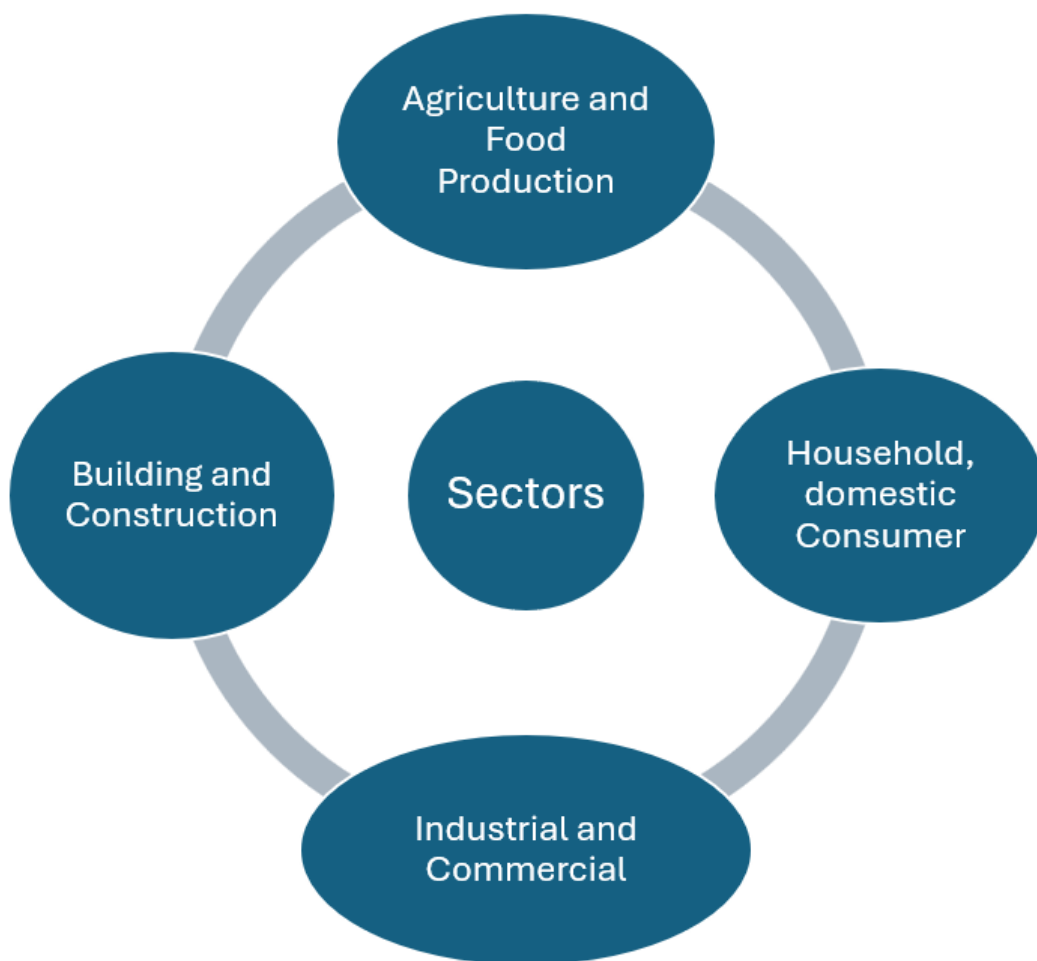 Agriculture and
Food
Production
Building and
Construction
Sectors
Household,
domestic
Consumer
Industrial and
Commercial